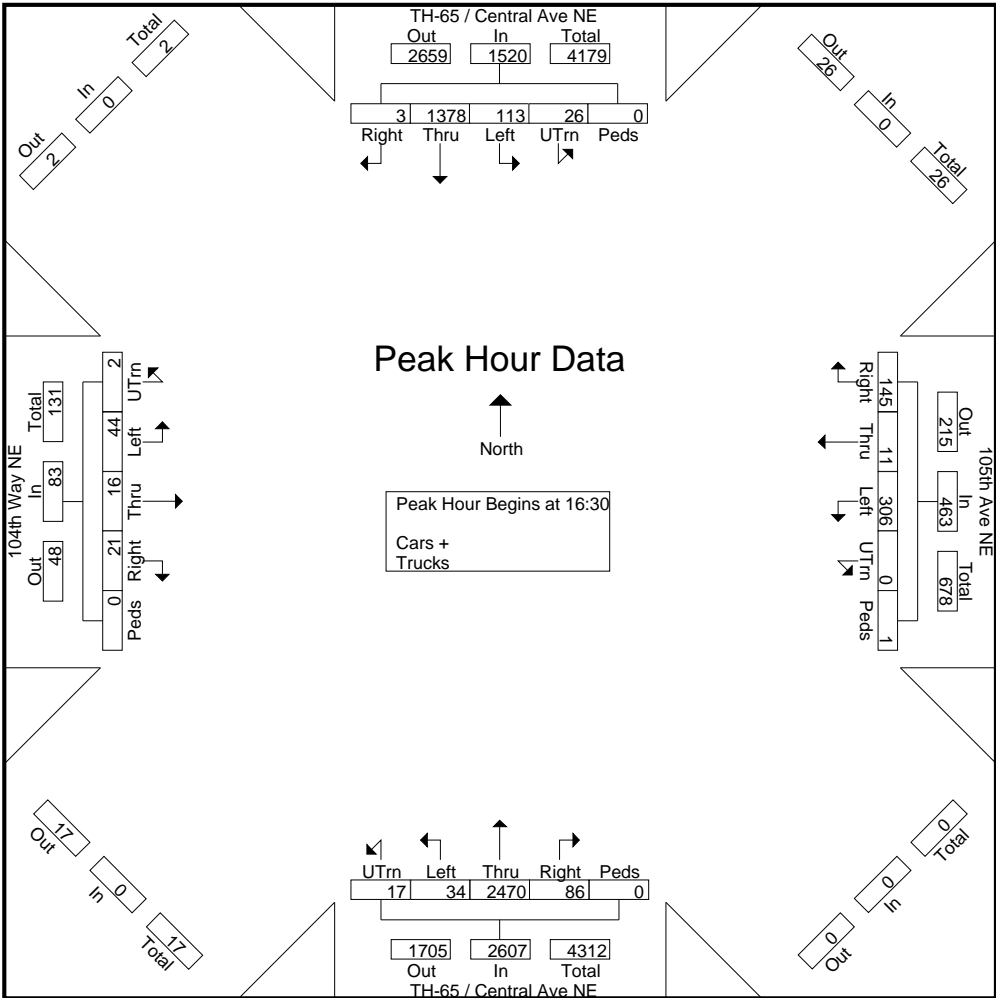 TH-65 / Central Ave NE
Out In Total
2659 1520 4179
3 1378 113 26 0
Right Thru Left UTrn Peds
Total
2
In
0
Out
2
Out
26
In
0
Total
26
Peak Hour Data
North
Peak Hour Begins at 16:30
Cars +
Trucks
104th Way NE
Total In Out
131 83 48
2 44 16 21 0
UTrn Left Thru Right Peds
Right Thru Left UTrn Peds
145 11 306 0 1
Out In Total
215 463 678
105th Ave NE
17
Out
0
In
17
Total
0
Total
0
In
0
Out
UTrn Left Thru Right Peds
17 34 2470 86 0
1705 2607 4312
Out In Total
TH-65 / Central Ave NE